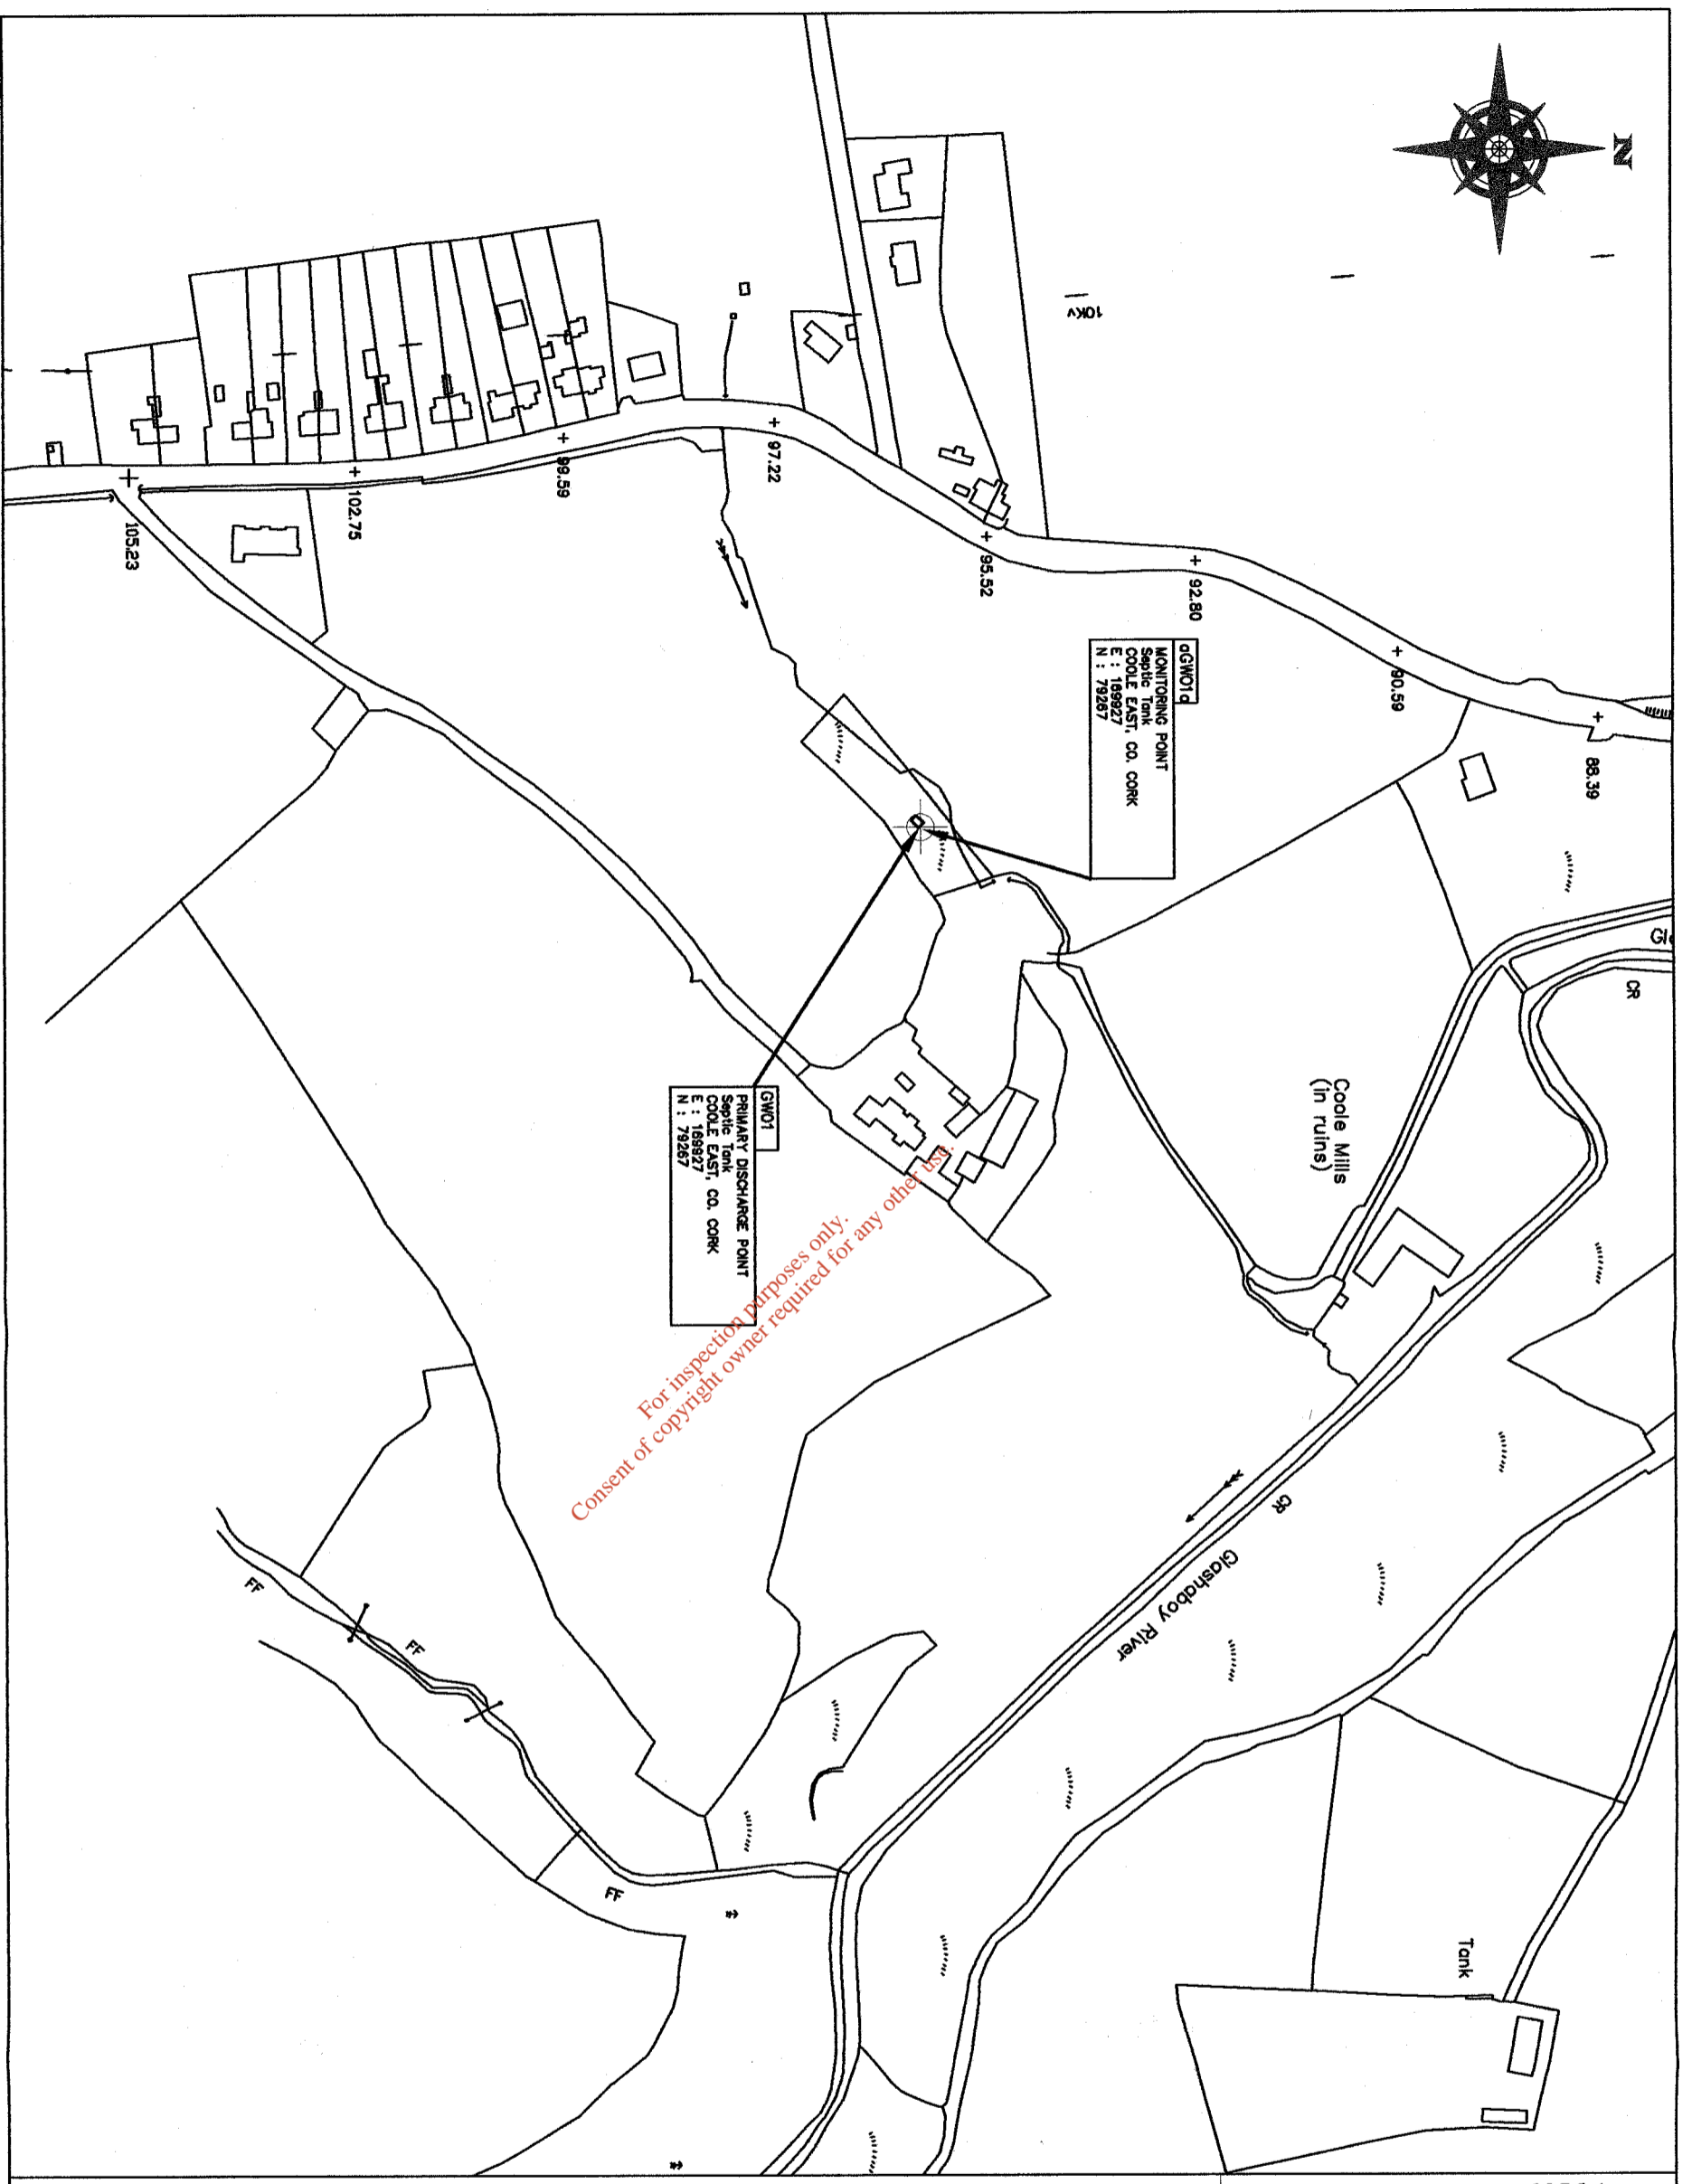 N
10Kv
Gl
CR
88.39
90.59
92.80
95.52
97.22
99.59
102.75
105.23
aGW01a
MONITORING POINT
Septic Tank
COOLE EAST, CO. CORK
E : 169927
N : 79267
Coole Mills
(in ruins)
GW01
PRIMARY DISCHARGE POINT
Septic Tank
COOLE EAST, CO. CORK
E : 169927
N : 79267
For inspection purposes only.
Consent of copyright owner required for any other use.
CR
Glashaboy River
FF
FF
FF
Tank